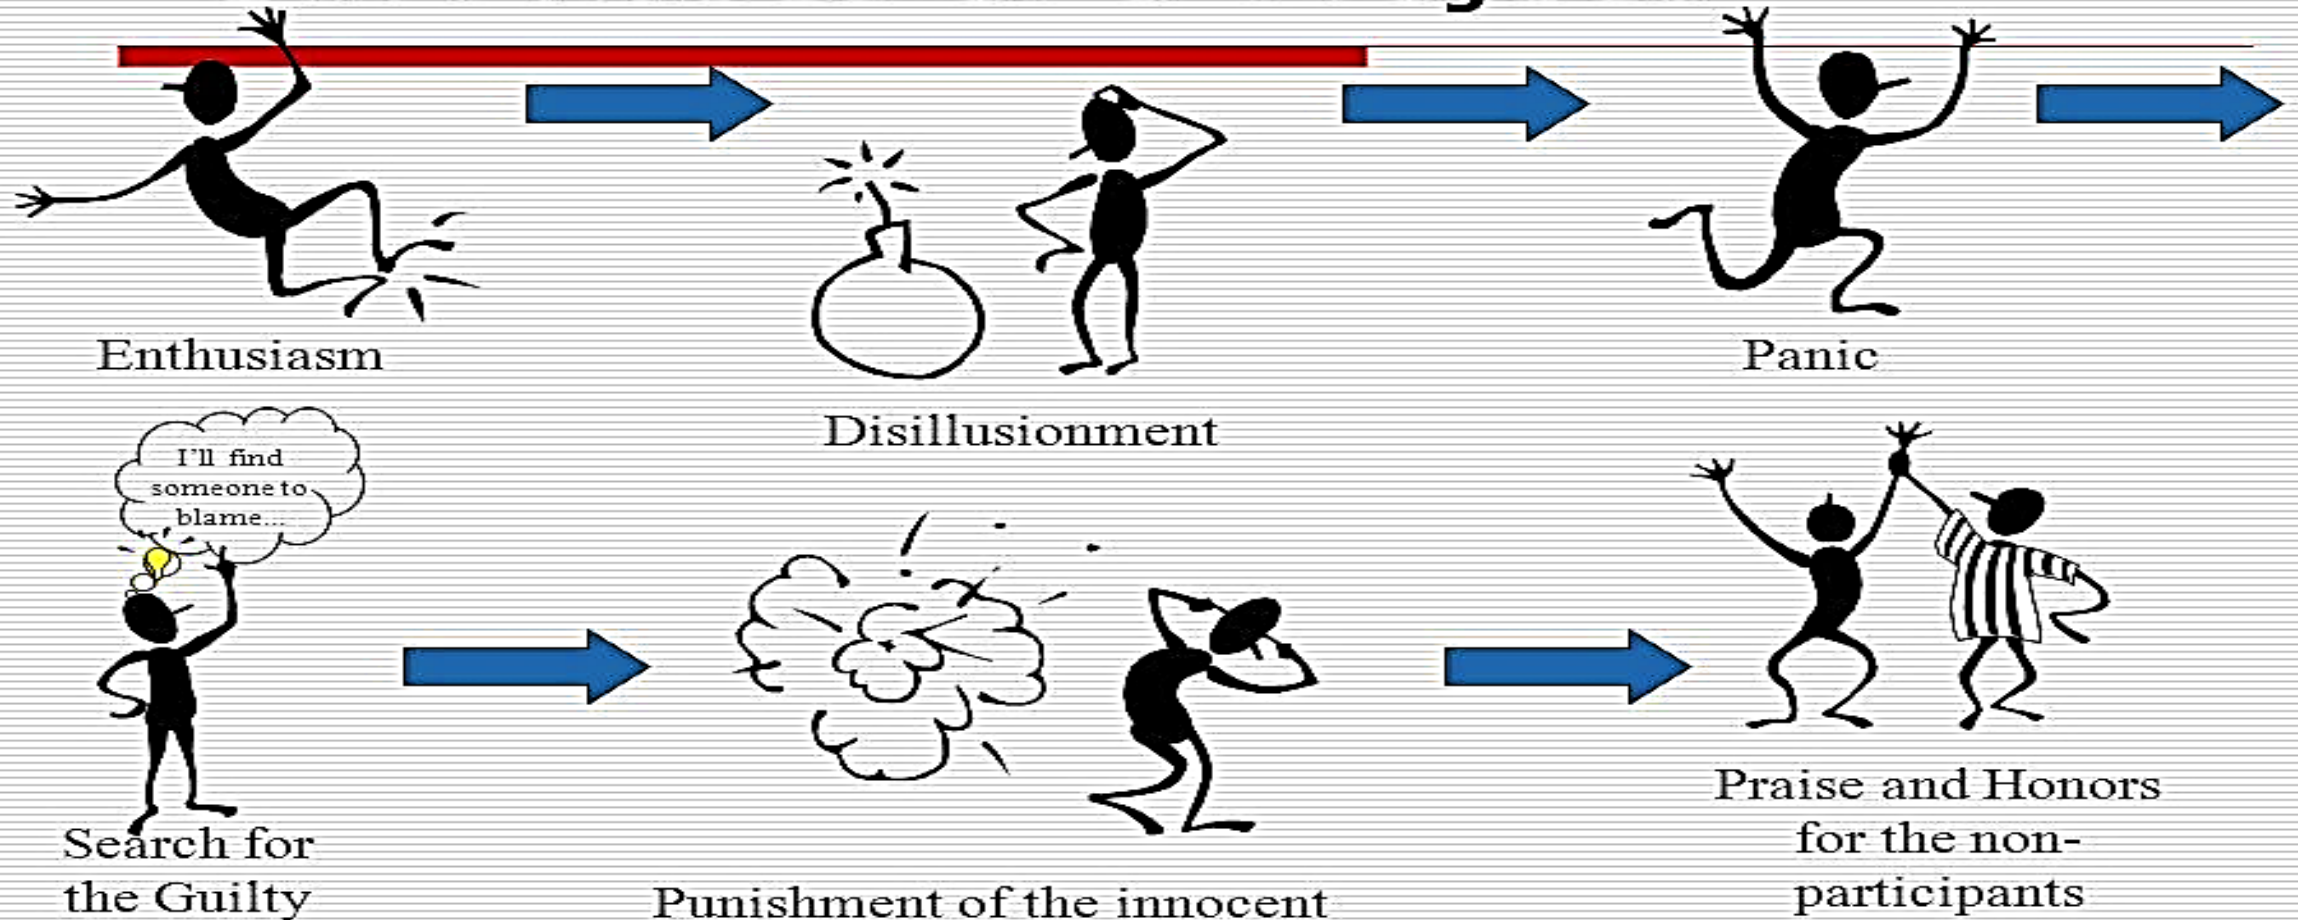 Enthusiasm
Panic
Disillusionment
I'll find
someone to
blame...
Search for
the Guilty
Punishment of the innocent
Praise and Honors
for the non-
participants